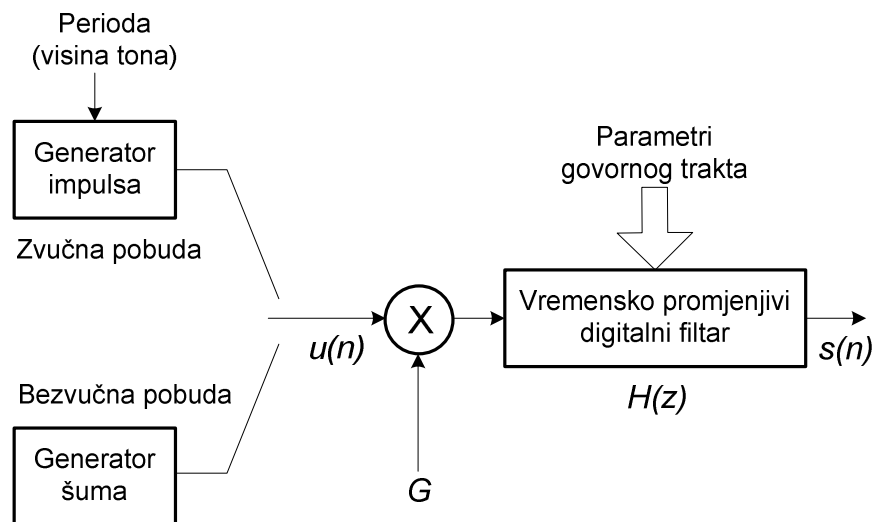 Perioda
(visina tona)
Generator
impulsa
Zvučna pobuda
Parametri
govornog trakta
Vremensko promjenjivi
digitalni filtar
X
u(n)
s(n)
H(z)
Bezvučna pobuda
Generator
šuma
G